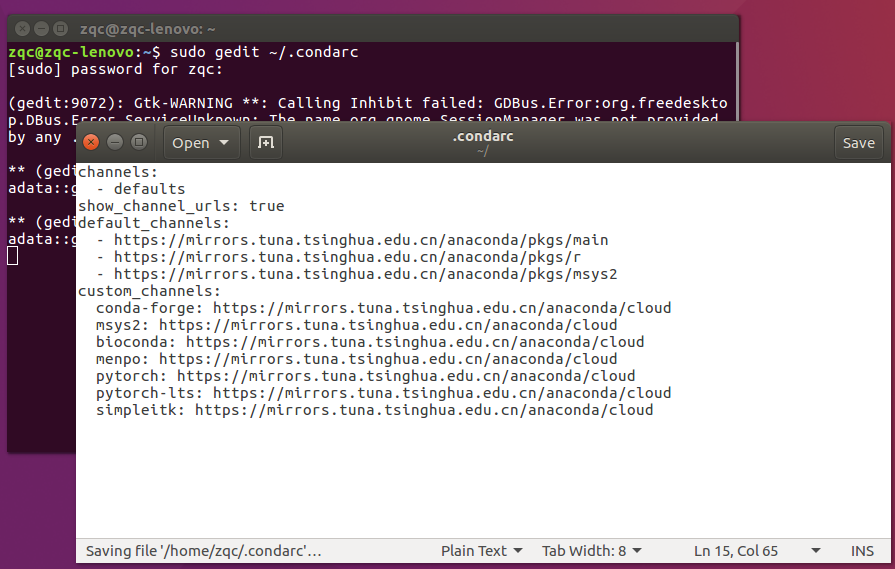 zqc@zqc-lenovo: ~
zqc@zqc-lenovo:~$ sudo gedit ~/.condarc
[sudo] password for zqc:
(gedit:9072): Gtk-WARNING **: Calling Inhibit failed: GDBus.Error:org.freedeskto
p.DBus.Error.ServiceUnknown: The name org.gnome.SessionManager was not provided
by any .
** (ged
adata::g
** (ged
adata::g
Open
.condarc
~/
Save
channels:
  - defaults
show_channel_urls: true
default_channels:
  - https://mirrors.tuna.tsinghua.edu.cn/anaconda/pkgs/main
  - https://mirrors.tuna.tsinghua.edu.cn/anaconda/pkgs/r
  - https://mirrors.tuna.tsinghua.edu.cn/anaconda/pkgs/msys2
custom_channels:
  conda-forge: https://mirrors.tuna.tsinghua.edu.cn/anaconda/cloud
  msys2: https://mirrors.tuna.tsinghua.edu.cn/anaconda/cloud
  bioconda: https://mirrors.tuna.tsinghua.edu.cn/anaconda/cloud
  menpo: https://mirrors.tuna.tsinghua.edu.cn/anaconda/cloud
  pytorch: https://mirrors.tuna.tsinghua.edu.cn/anaconda/cloud
  pytorch-lts: https://mirrors.tuna.tsinghua.edu.cn/anaconda/cloud
  simpleitk: https://mirrors.tuna.tsinghua.edu.cn/anaconda/cloud
Saving file '/home/zqc/.condarc'… Plain Text Tab Width: 8 Ln 15, Col 65 INS